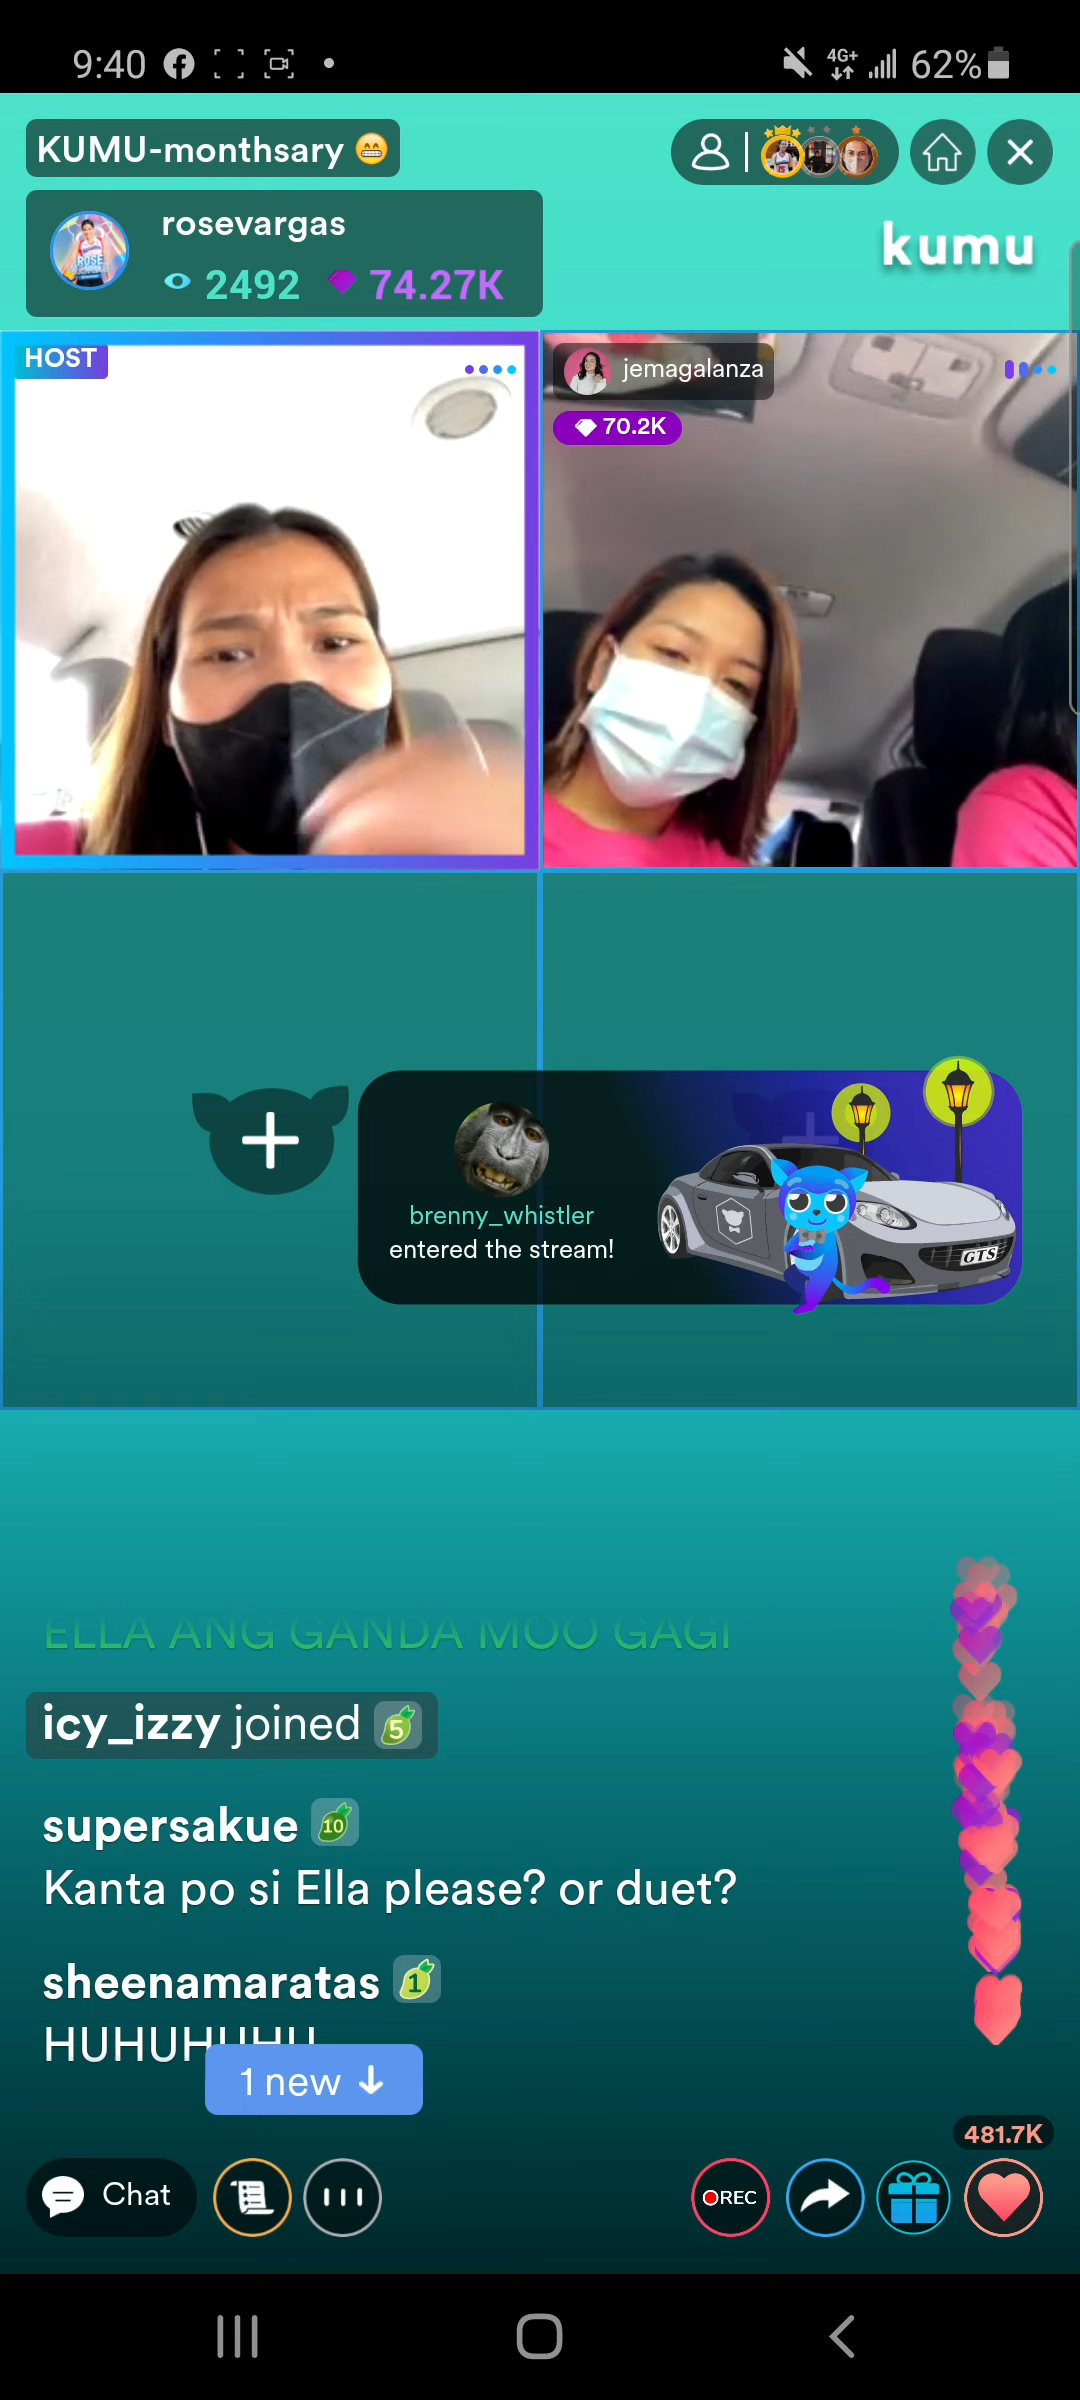 9:40
4G+
62%
KUMU-monthsary 😁
rosevargas
2492 74.27K
kumu
HOST
jemagalanza
70.2K
brenny_whistler
entered the stream!
GTS
ELLA ANG GANDA MOO GAGI
icy_izzy joined 5
supersakue 10
Kanta po si Ella please? or duet?
sheenamaratas 1
HUHUHUHU
1 new
481.7K
Chat
REC